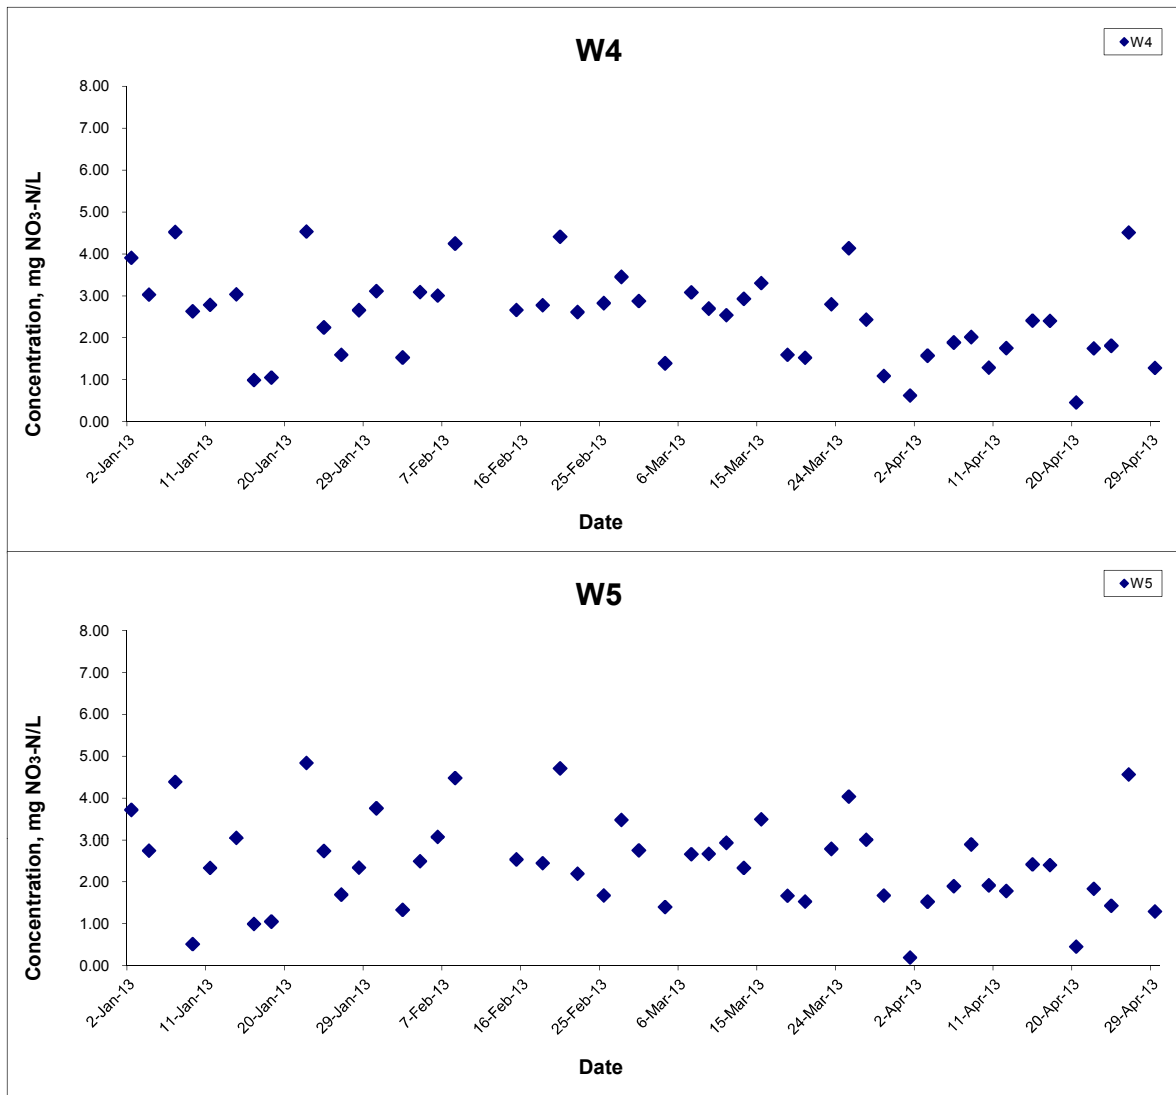 W4
W4
Concentration, mg NO3-N/L
8.00
7.00
6.00
5.00
4.00
3.00
2.00
1.00
0.00
2-Jan-13
11-Jan-13
20-Jan-13
29-Jan-13
7-Feb-13
16-Feb-13
25-Feb-13
6-Mar-13
15-Mar-13
24-Mar-13
2-Apr-13
11-Apr-13
20-Apr-13
29-Apr-13
Date
W5
W5
Concentration, mg NO3-N/L
8.00
7.00
6.00
5.00
4.00
3.00
2.00
1.00
0.00
2-Jan-13
11-Jan-13
20-Jan-13
29-Jan-13
7-Feb-13
16-Feb-13
25-Feb-13
6-Mar-13
15-Mar-13
24-Mar-13
2-Apr-13
11-Apr-13
20-Apr-13
29-Apr-13
Date